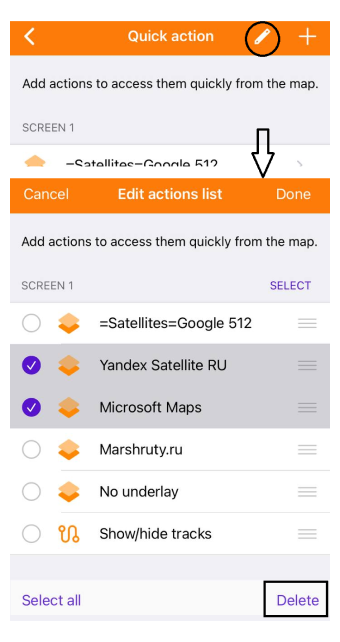 Quick action
Add actions to access them quickly from the map.
SCREEN 1
=Satellites=Google 512
Cancel Edit actions list Done
Add actions to access them quickly from the map.
SCREEN 1 SELECT
=Satellites=Google 512
Yandex Satellite RU
Microsoft Maps
Marshruty.ru
No underlay
Show/hide tracks
Select all Delete